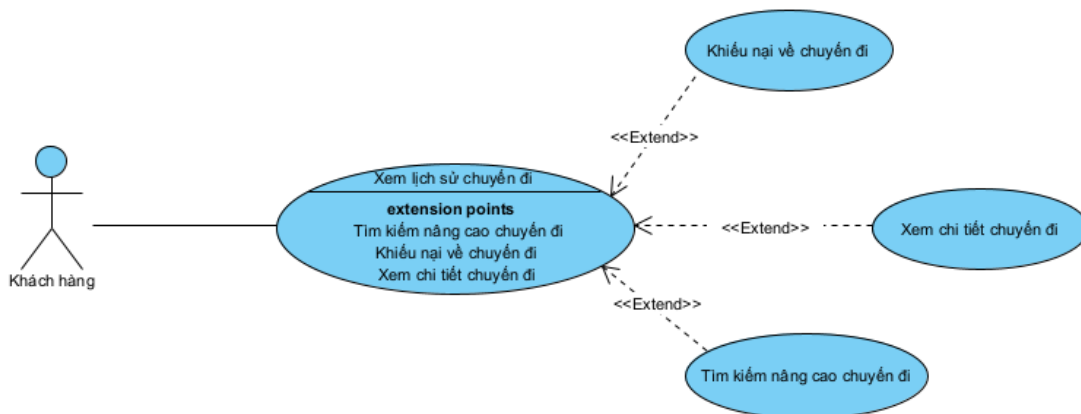 Khiếu nại về chuyến đi
<<Extend>>
Xem lịch sử chuyến đi
extension points
Tìm kiếm nâng cao chuyến đi
Khiếu nại về chuyến đi
Xem chi tiết chuyến đi
<<Extend>>
Xem chi tiết chuyến đi
Khách hàng
<<Extend>>
Tìm kiếm nâng cao chuyến đi